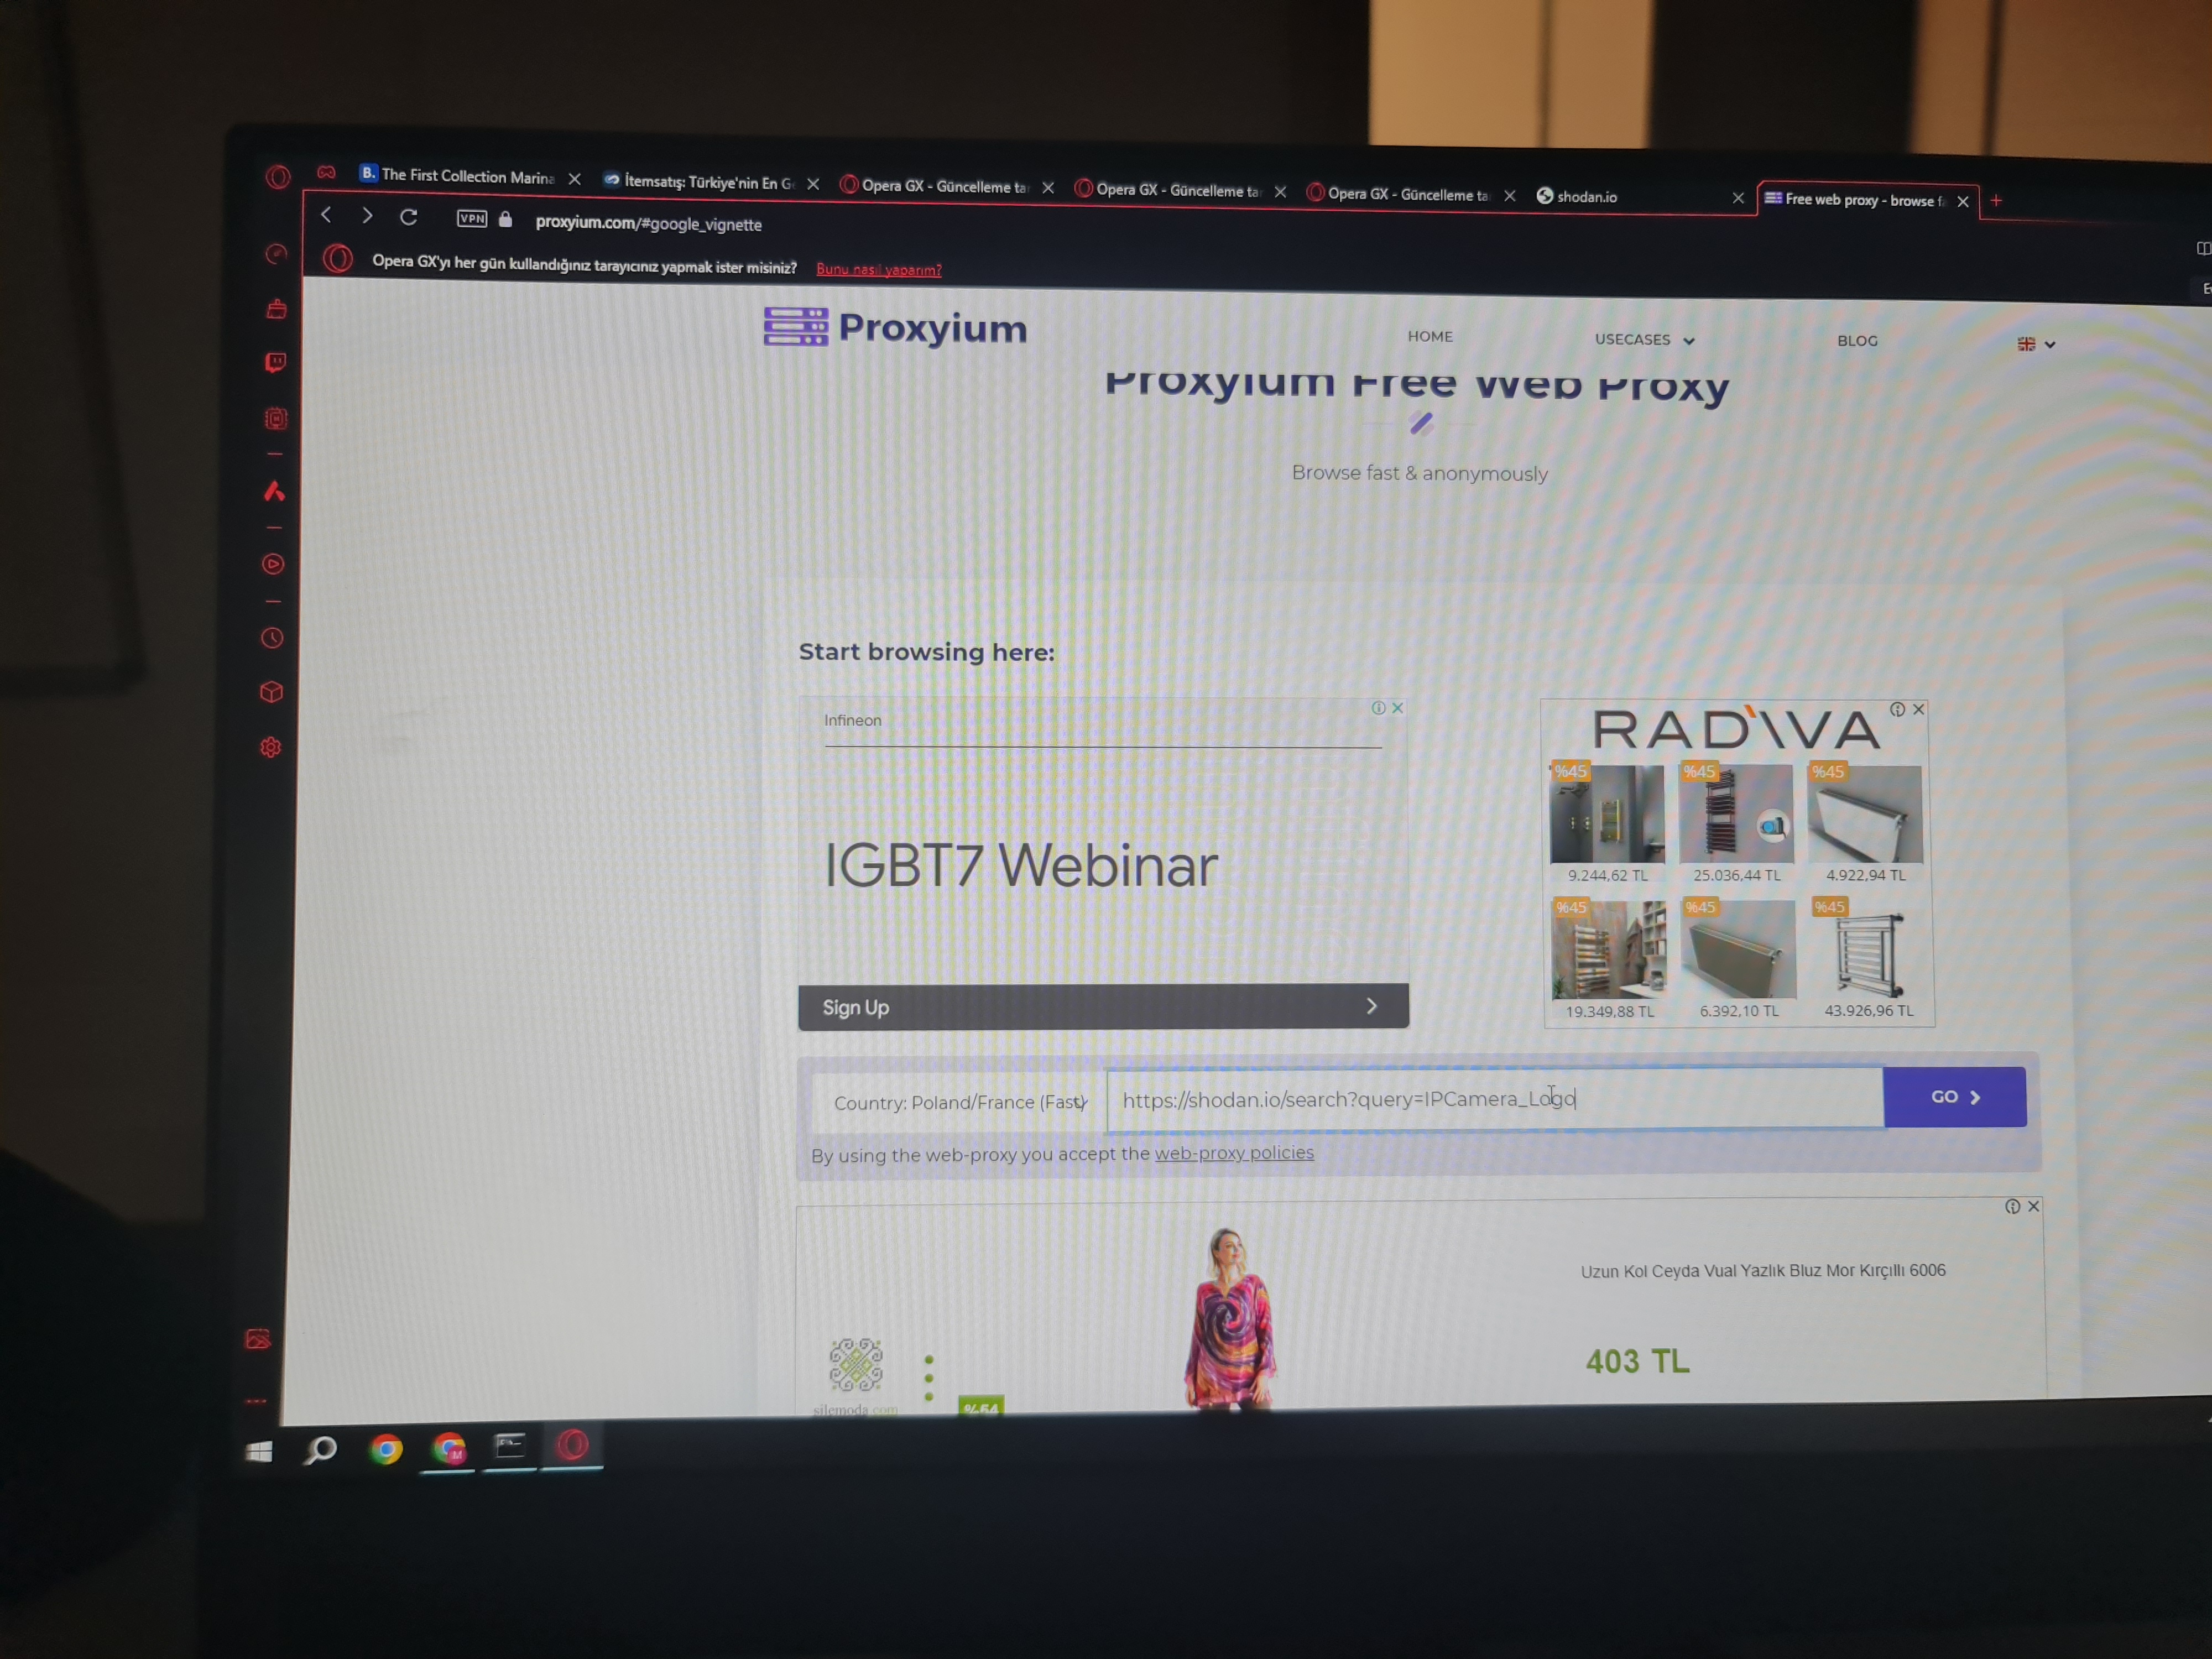 B. The First Collection Marina
İtemsatış: Türkiye'nin En G
Opera GX - Güncelleme ta
Opera GX - Güncelleme ta
Opera GX - Güncelleme ta
shodan.io
Free web proxy - browse f
VPN
proxyium.com/#google_vignette
Opera GX'yı her gün kullandığınız tarayıcınız yapmak ister misiniz? Bunu nasıl yaparım?
Proxyium
HOME
USECASES
BLOG
Proxyium Free Web Proxy
Browse fast & anonymously
Start browsing here:
Infineon
IGBT7 Webinar
Sign Up
RADIVA
%45 %45 %45
9.244,62 TL 25.036,44 TL 4.922,94 TL
%45 %45 %45
19.349,88 TL 6.392,10 TL 43.926,96 TL
Country: Poland/France (Fast)
https://shodan.io/search?query=IPCamera_Logo
GO
By using the web-proxy you accept the web-proxy policies
Uzun Kol Ceyda Vual Yazlık Bluz Mor Kırçıllı 6006
403 TL
silemoda.com
%54
M